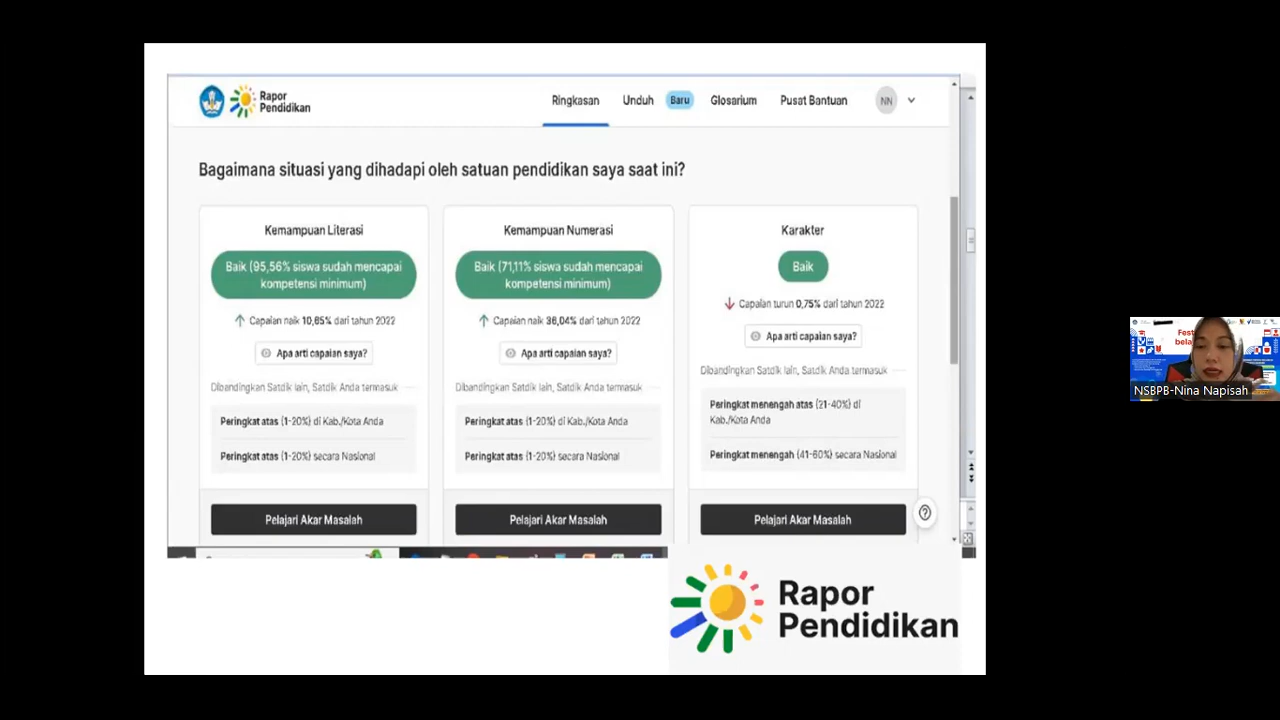 Rapor
Pendidikan
Ringkasan
Unduh
Baru
Glosarium
Pusat Bantuan
NN
Bagaimana situasi yang dihadapi oleh satuan pendidikan saya saat ini?
Kemampuan Literasi
Baik (95,56% siswa sudah mencapai
kompetensi minimum)
Capaian naik 10,65% dari tahun 2022
Apa arti capaian saya?
Dibandingkan Satdik lain, Satdik Anda termasuk
Peringkat atas (1-20%) di Kab./Kota Anda
Peringkat atas (1-20%) secara Nasional
Pelajari Akar Masalah
Kemampuan Numerasi
Baik (71,11% siswa sudah mencapai
kompetensi minimum)
Capaian naik 36,04% dari tahun 2022
Apa arti capaian saya?
Dibandingkan Satdik lain, Satdik Anda termasuk
Peringkat atas (1-20%) di Kab./Kota Anda
Peringkat atas (1-20%) secara Nasional
Pelajari Akar Masalah
Karakter
Baik
Capaian turun 0,75% dari tahun 2022
Apa arti capaian saya?
Dibandingkan Satdik lain, Satdik Anda termasuk
Peringkat menengah atas (21-40%) di
Kab./Kota Anda
Peringkat menengah (41-60%) secara Nasional
Pelajari Akar Masalah
Rapor
Pendidikan
NSBPB-Nina Napisah